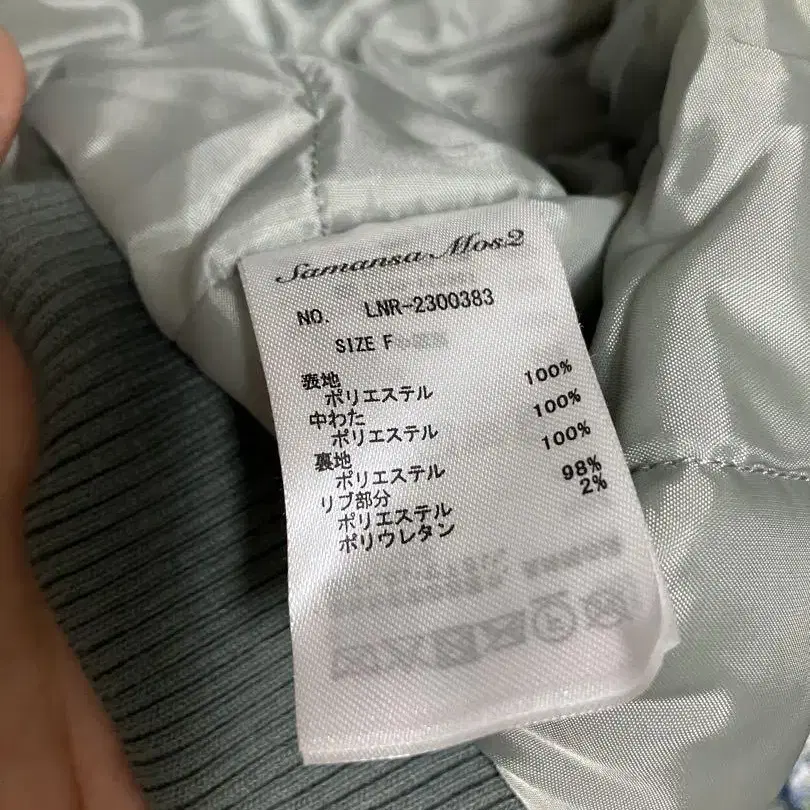 Samansa Mos2
NO. LNR-2300383
SIZE F
表地
ポリエステル 100%
中わた
ポリエステル 100%
裏地
ポリエステル 100%
リブ部分
ポリエステル 98%
ポリウレタン 2%